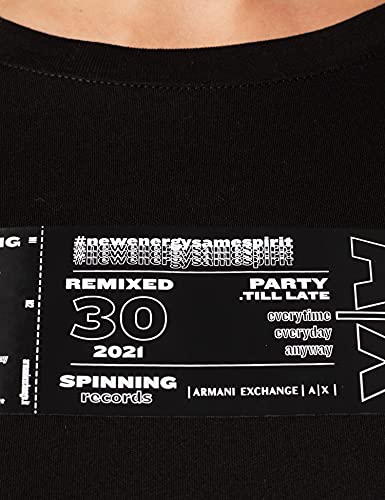 #newenergysamespirit
#newenergysamespirit
REMIXED
30
2021
SPINNING
records
PARTY
.TILL LATE
everytime
everyday
anyway
|ARMANI EXCHANGE|A|X|
A|X